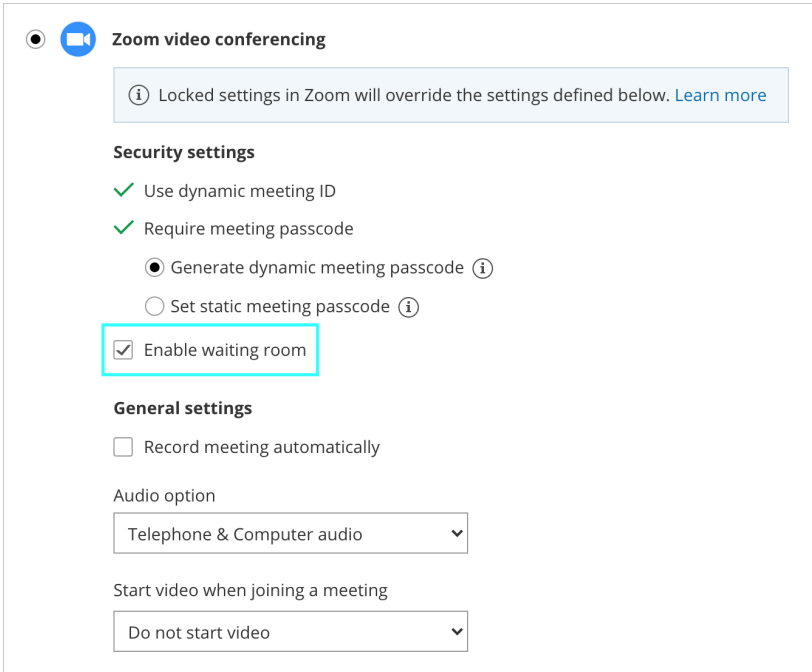 Zoom video conferencing
Locked settings in Zoom will override the settings defined below. Learn more
Security settings
Use dynamic meeting ID
Require meeting passcode
Generate dynamic meeting passcode
Set static meeting passcode
Enable waiting room
General settings
Record meeting automatically
Audio option
Telephone & Computer audio
Start video when joining a meeting
Do not start video